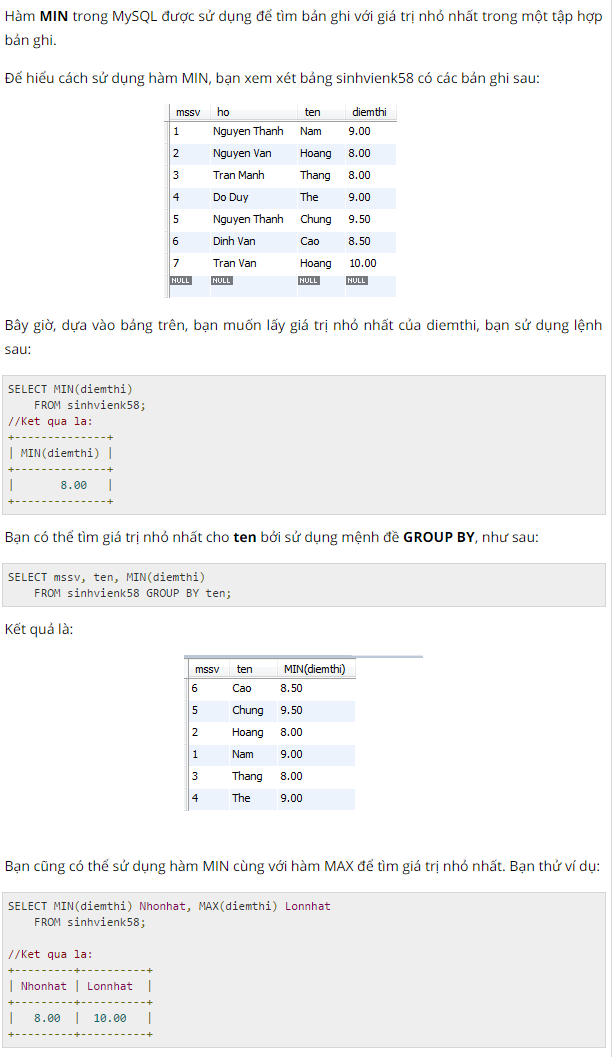 Hàm MIN trong MySQL được sử dụng để tìm bản ghi với giá trị nhỏ nhất trong một tập hợp
bản ghi.
Để hiểu cách sử dụng hàm MIN, bạn xem xét bảng sinhvienk58 có các bản ghi sau:
mssv ho ten diemthi
1 Nguyen Thanh Nam 9.00
2 Nguyen Van Hoang 8.00
3 Tran Manh Thang 8.00
4 Do Duy The 9.00
5 Nguyen Thanh Chung 9.50
6 Dinh Van Cao 8.50
7 Tran Van Hoang 10.00
NULL NULL NULL NULL
Bây giờ, dựa vào bảng trên, bạn muốn lấy giá trị nhỏ nhất của diemthi, bạn sử dụng lệnh
sau:
SELECT MIN(diemthi)
    FROM sinhvienk58;
//Ket qua la:
+--------------+
| MIN(diemthi) |
+--------------+
|       8.00   |
+--------------+
Bạn có thể tìm giá trị nhỏ nhất cho ten bởi sử dụng mệnh đề GROUP BY, như sau:
SELECT mssv, ten, MIN(diemthi)
    FROM sinhvienk58 GROUP BY ten;
Kết quả là:
mssv ten MIN(diemthi)
6 Cao 8.50
5 Chung 9.50
2 Hoang 8.00
1 Nam 9.00
3 Thang 8.00
4 The 9.00
Bạn cũng có thể sử dụng hàm MIN cùng với hàm MAX để tìm giá trị nhỏ nhất. Bạn thử ví dụ:
SELECT MIN(diemthi) Nhonhat, MAX(diemthi) Lonnhat
    FROM sinhvienk58;
//Ket qua la:
+---------+----------+
| Nhonhat | Lonnhat  |
+---------+----------+
|   8.00  |  10.00   |
+---------+----------+